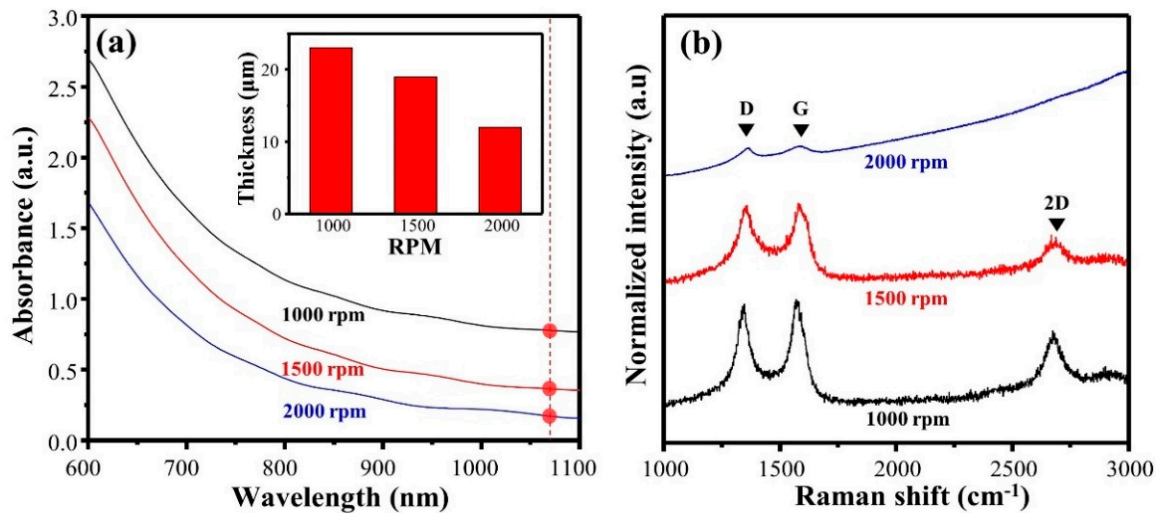 (a)
3.0
2.5
2.0
1.5
1.0
0.5
0.0
Absorbance (a.u.)
600 700 800 900 1000 1100
Wavelength (nm)
1000 rpm
1500 rpm
2000 rpm
20
10
0
Thickness (μm)
1000 1500 2000
RPM
(b)
Normalized intensity (a.u)
D G
2000 rpm
2D
1500 rpm
1000 rpm
1000 1500 2000 2500 3000
Raman shift (cm⁻¹)